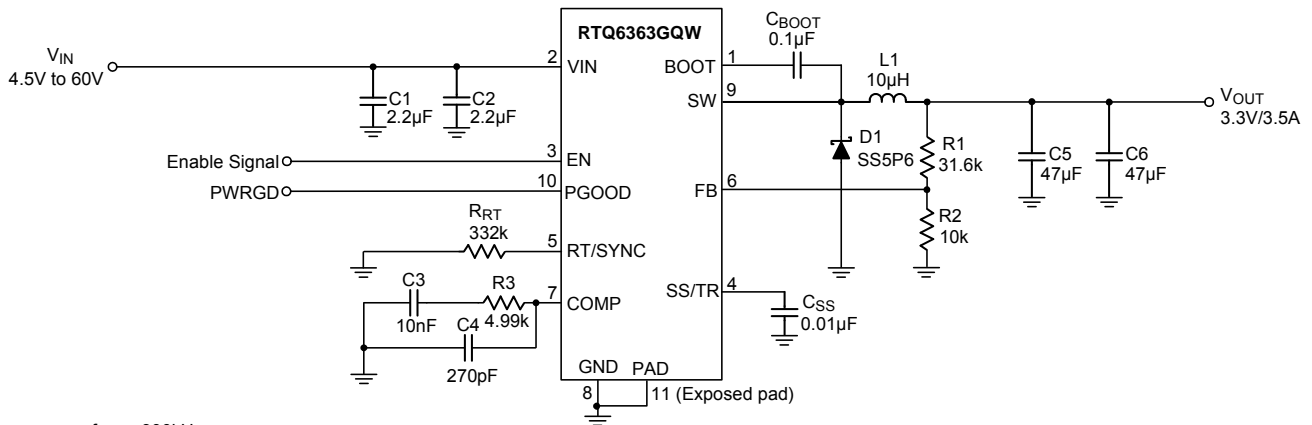 RTQ6363GQW
VIN
4.5V to 60V
C1
2.2µF
C2
2.2µF
2
VIN
Enable Signal
3
EN
PWRGD
10
PGOOD
RRT
332k
5
RT/SYNC
C3
10nF
R3
4.99k
7
COMP
C4
270pF
GND
8
PAD
11 (Exposed pad)
BOOT
1
CBOOT
0.1µF
SW
9
L1
10µH
D1
SS5P6
FB
6
R1
31.6k
R2
10k
SS/TR
4
CSS
0.01µF
C5
47µF
C6
47µF
VOUT
3.3V/3.5A